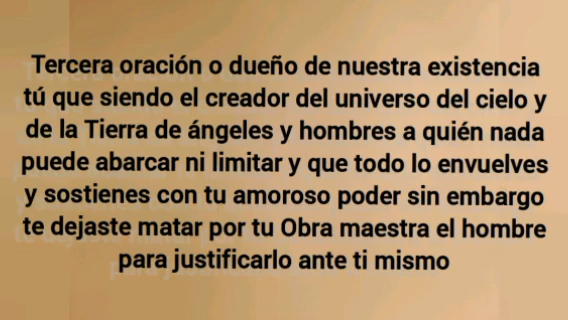 Tercera oración o dueño de nuestra existencia
tú que siendo el creador del universo del cielo y
de la Tierra de ángeles y hombres a quién nada
puede abarcar ni limitar y que todo lo envuelves
y sostienes con tu amoroso poder sin embargo
te dejaste matar por tu Obra maestra el hombre
para justificarlo ante ti mismo